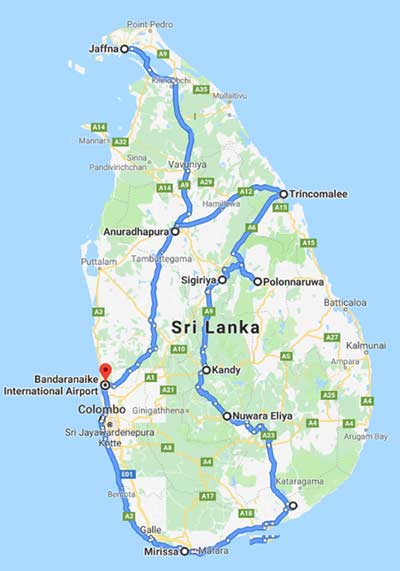 Point Pedro
Jaffna
A9
Kilinochchi
A35
Mullaitivu
A14
Mannar
Sinna
Pandivirichchan
Vavuniya
A14
A29
A9
A12
Hamillewa
Trincomalee
A15
Anuradhapura
A6
Tambuttegama
A15
Puttalam
Sigiriya
Polonnaruwa
A3
A9
Batticaloa
Sri Lanka
A10
Kalmunai
Kandy
Ampara
Bandaranaike
International Airport
A1
A21
Colombo
Ginigathhena
Nuwara Eliya
A4
Sri Jayawardenepura
Kotte
A23
A4
Arugam Bay
A8
A4
E01
A17
Kataragama
Bentota
A2
A18
Galle
Mirissa
Matara